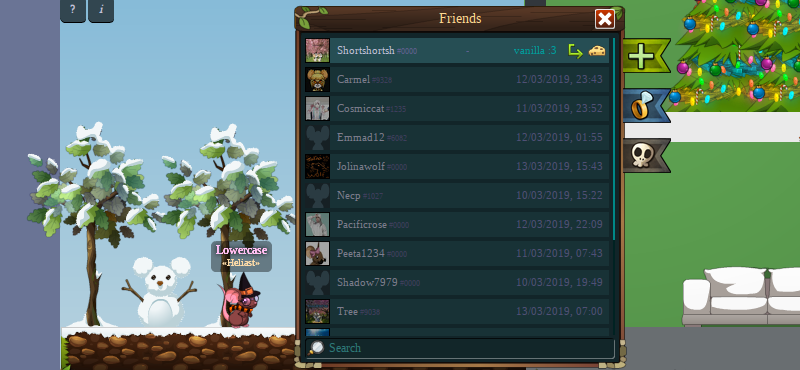 ? i
Friends
Shortshortsh #0000 - vanilla :3
Carmel 12/03/2019, 23:43
Cosmiccat #1235 11/03/2019, 23:52
Emmad12 12/03/2019, 01:55
Jolinawolf #0000 13/03/2019, 15:43
Necp 10/03/2019, 15:22
Pacificrose #0000 12/03/2019, 22:09
Peeta1234 #0000 11/03/2019, 07:43
Shadow7979 #0000 10/03/2019, 19:49
Tree 13/03/2019, 07:00
Search
Lowercase
«Heliast»